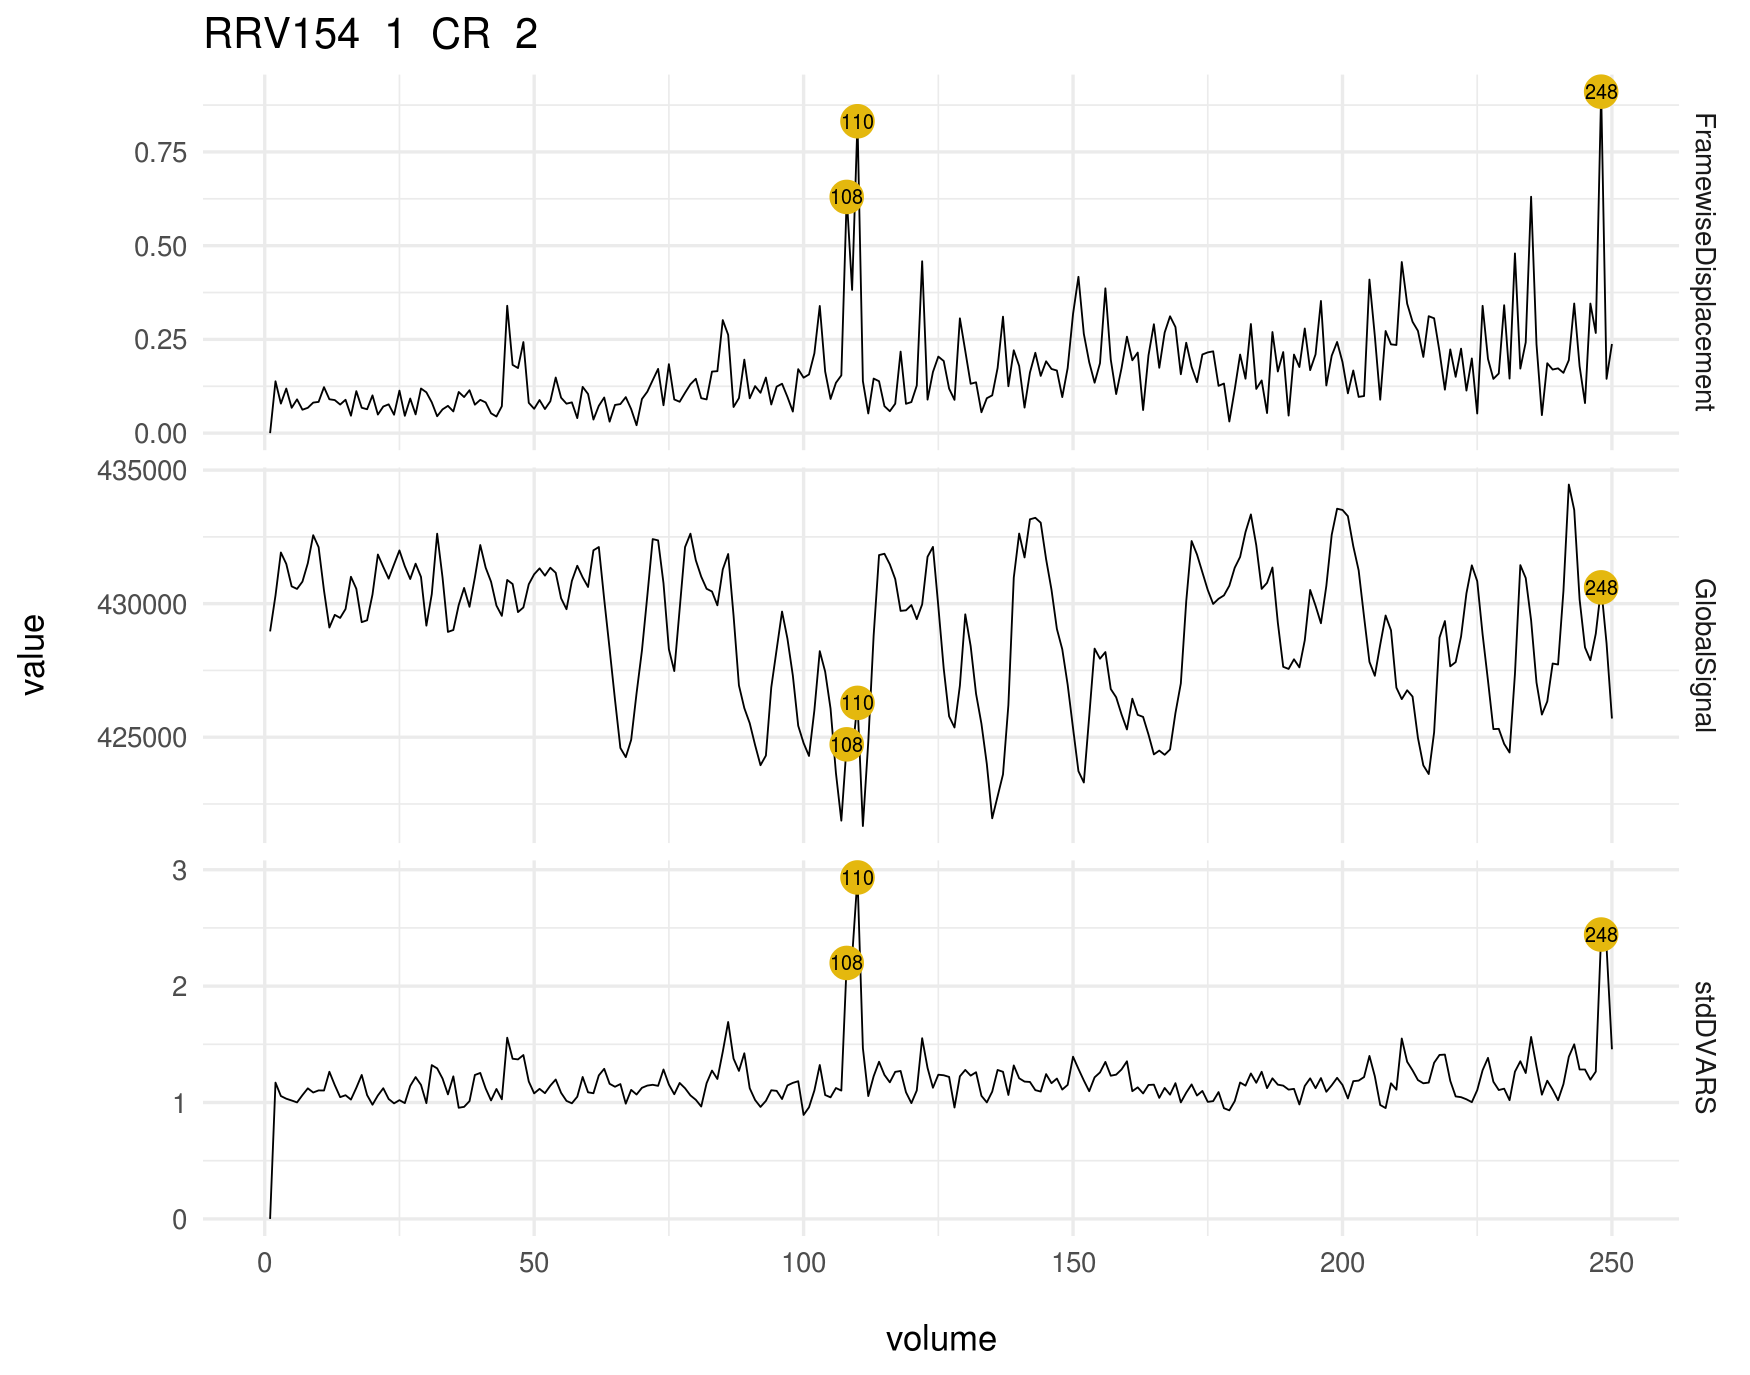 RRV154 1 CR 2
248
110
0.75
108
0.50
0.25
0.00
FramewiseDisplacement
435000
430000
425000
248
110
108
GlobalSignal
value
3
2
1
0
110
248
108
stdDVARS
0 50 100 150 200 250
volume